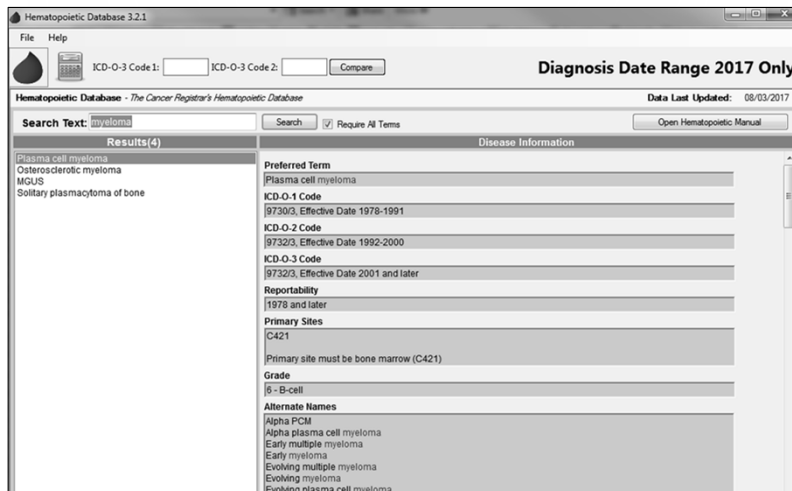 Hematopoietic Database 3.2.1
File Help
ICD-O-3 Code 1: ICD-O-3 Code 2: Compare
Diagnosis Date Range 2017 Only
Hematopoietic Database - The Cancer Registrar's Hematopoietic Database Data Last Updated: 08/03/2017
Search Text: myeloma Search Require All Terms Open Hematopoietic Manual
Results(4)
Plasma cell myeloma
Osterosclerotic myeloma
MGUS
Solitary plasmacytoma of bone
Disease Information
Preferred Term
Plasma cell myeloma
ICD-O-1 Code
9730/3, Effective Date 1978-1991
ICD-O-2 Code
9732/3, Effective Date 1992-2000
ICD-O-3 Code
9732/3, Effective Date 2001 and later
Reportability
1978 and later
Primary Sites
C421
Primary site must be bone marrow (C421)
Grade
6 - B-cell
Alternate Names
Alpha PCM
Alpha plasma cell myeloma
Early multiple myeloma
Early myeloma
Evolving multiple myeloma
Evolving myeloma
Evolving plasma cell myeloma